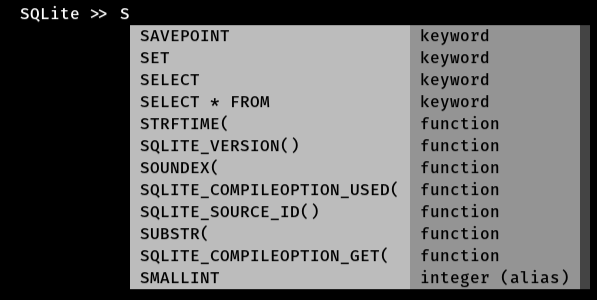 SQLite >> S
SAVEPOINT keyword
SET keyword
SELECT keyword
SELECT * FROM keyword
STRFTIME( function
SQLITE_VERSION() function
SOUNDEX( function
SQLITE_COMPILEOPTION_USED( function
SQLITE_SOURCE_ID() function
SUBSTR( function
SQLITE_COMPILEOPTION_GET( function
SMALLINT integer (alias)